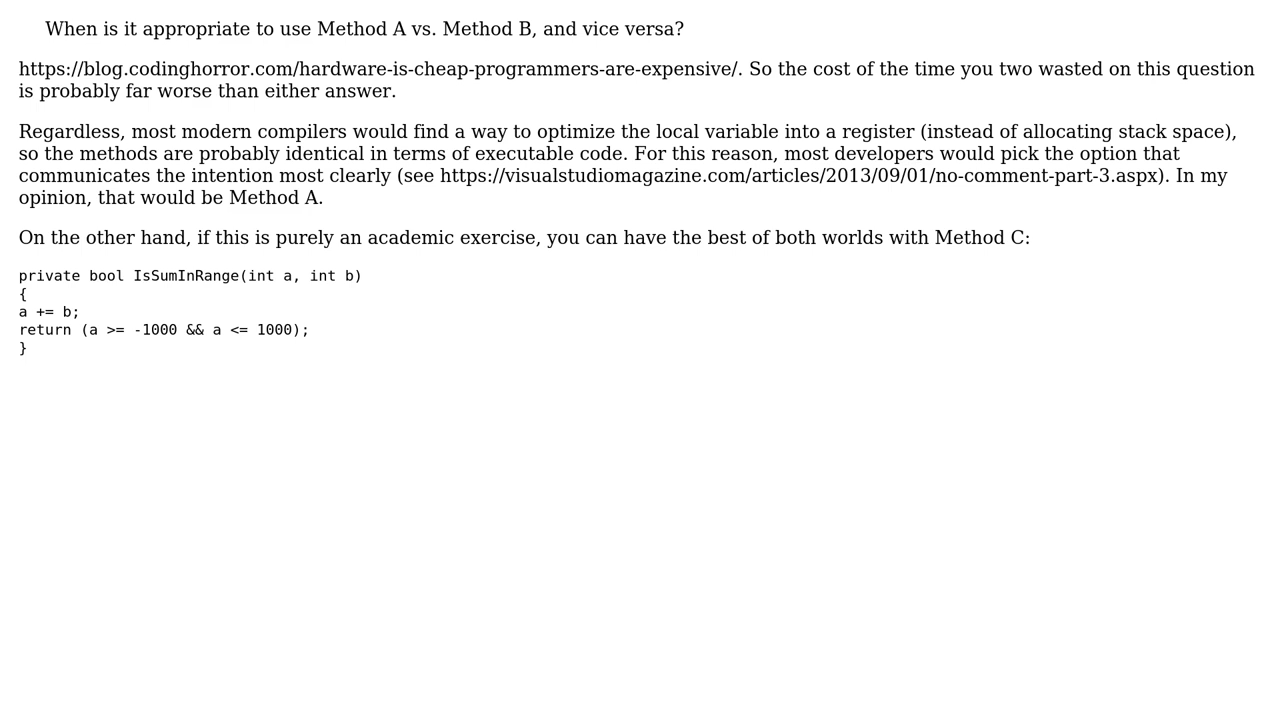 When is it appropriate to use Method A vs. Method B, and vice versa?
https://blog.codinghorror.com/hardware-is-cheap-programmers-are-expensive/. So the cost of the time you two wasted on this question
is probably far worse than either answer.
Regardless, most modern compilers would find a way to optimize the local variable into a register (instead of allocating stack space),
so the methods are probably identical in terms of executable code. For this reason, most developers would pick the option that
communicates the intention most clearly (see https://visualstudiomagazine.com/articles/2013/09/01/no-comment-part-3.aspx). In my
opinion, that would be Method A.
On the other hand, if this is purely an academic exercise, you can have the best of both worlds with Method C:
private bool IsSumInRange(int a, int b)
{
a += b;
return (a >= -1000 && a <= 1000);
}